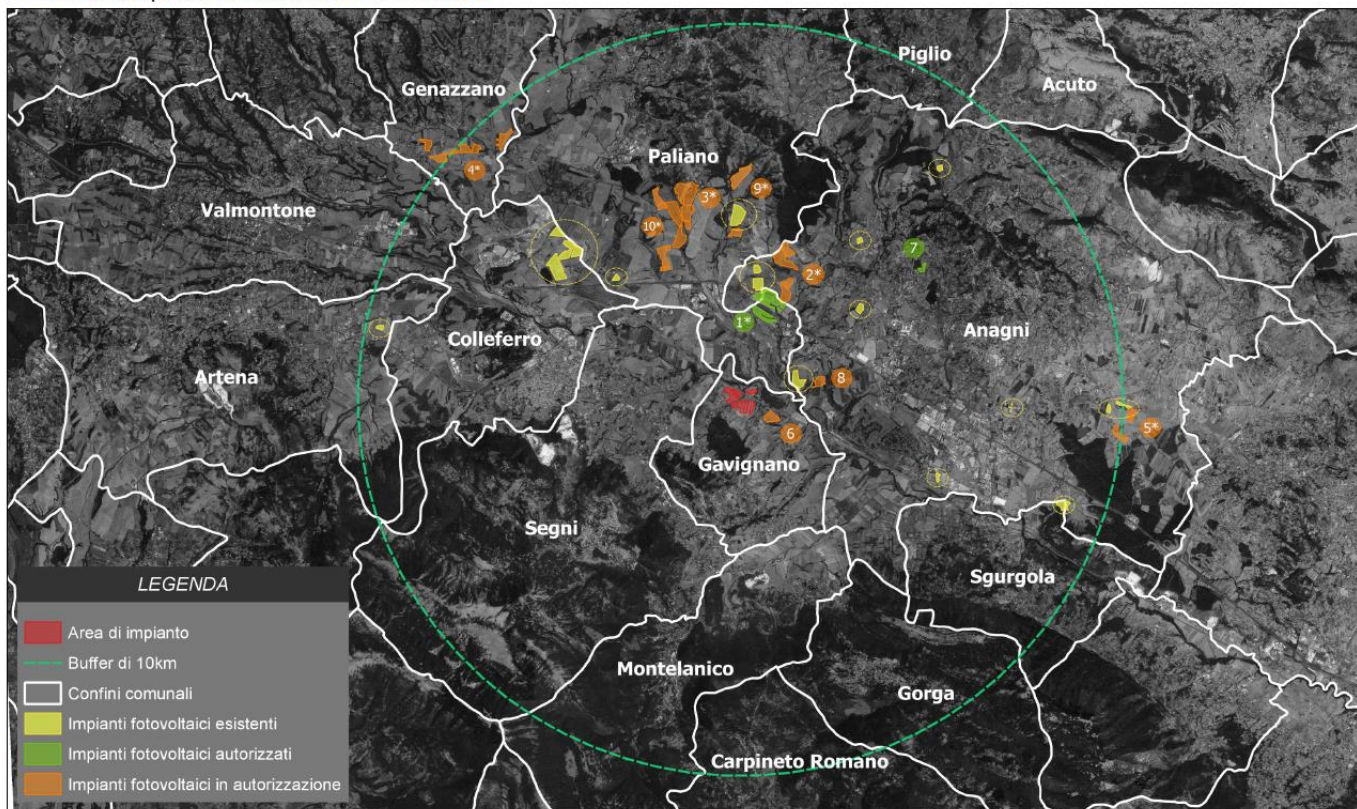 Piglio
Acuto
Genazzano
Paliano
4*
3*
9*
Valmontone
10*
7
2*
1*
Anagni
Colleferro
Artena
8
5*
6
Gavignano
Segni
Sgurgola
LEGENDA
Area di impianto
Buffer di 10km
Confini comunali
Impianti fotovoltaici esistenti
Impianti fotovoltaici autorizzati
Impianti fotovoltaici in autorizzazione
Montelanico
Gorga
Carpineto Romano